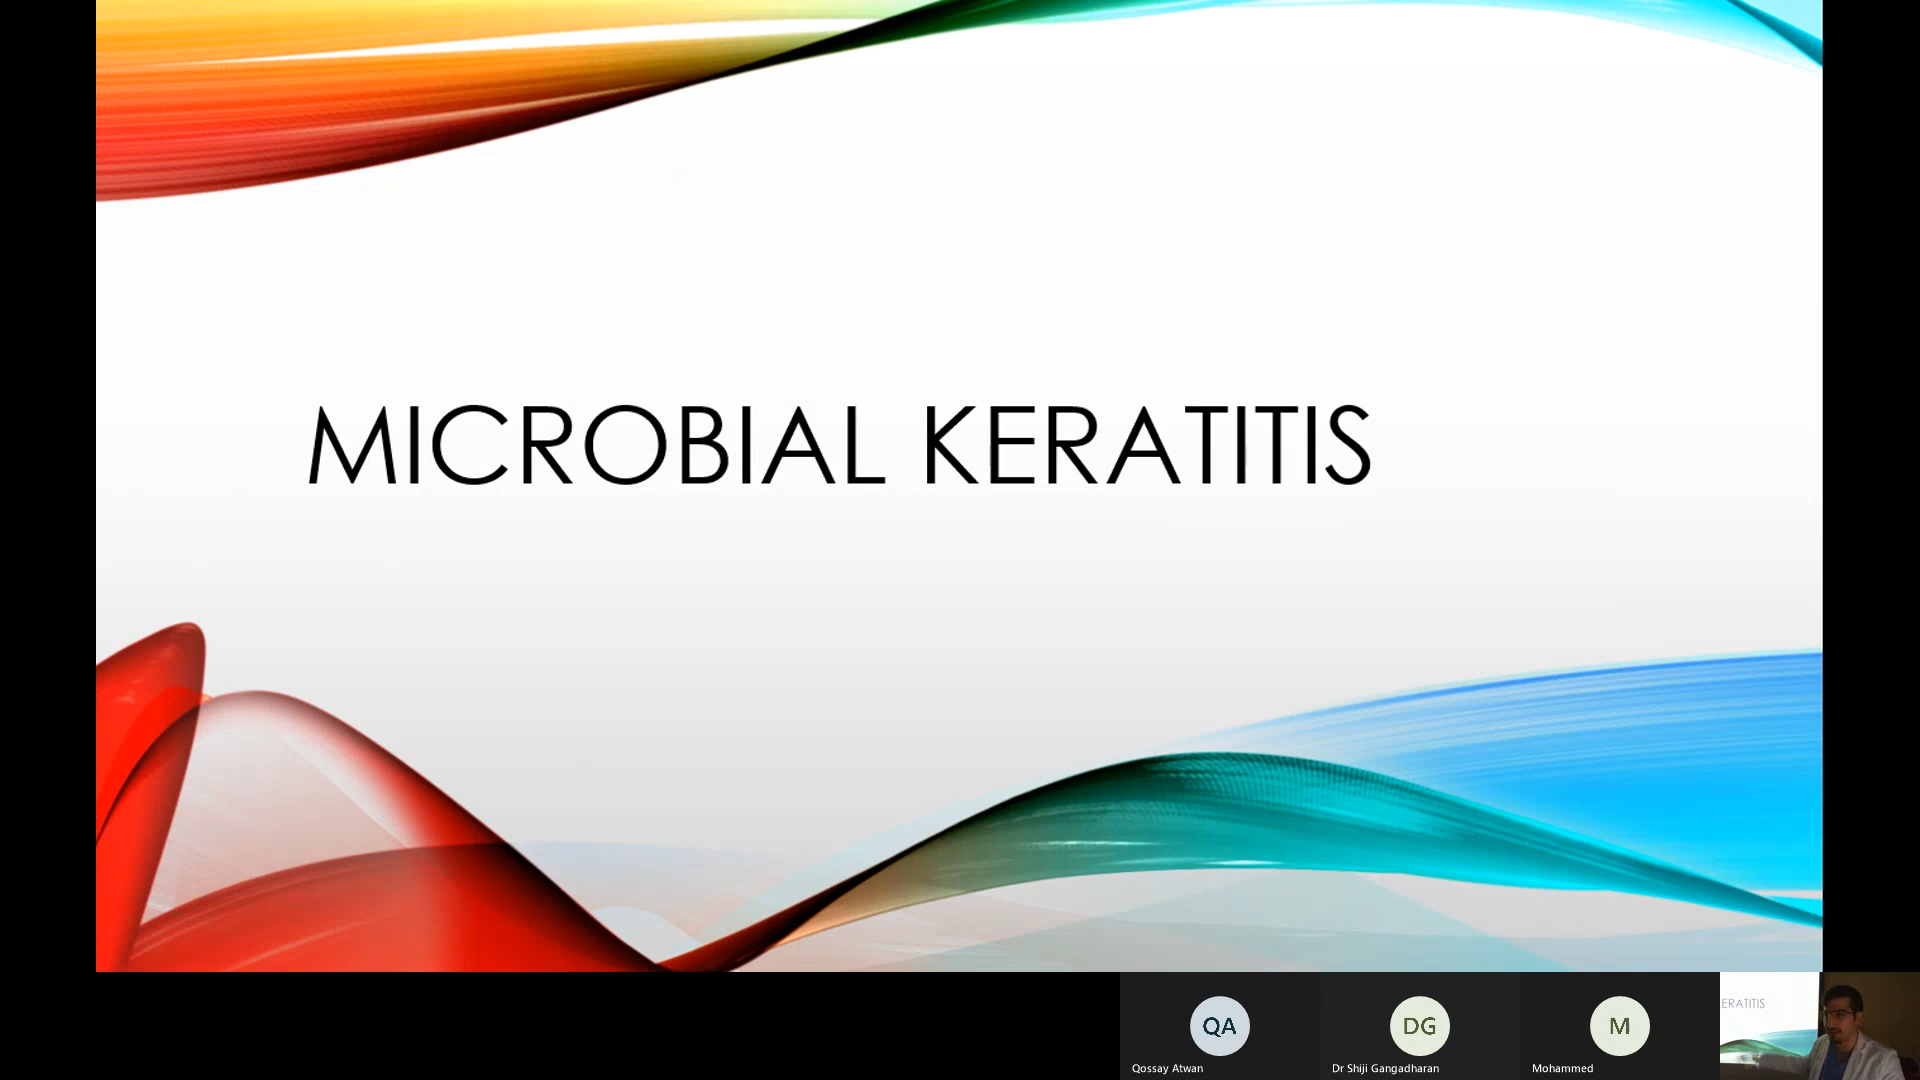 MICROBIAL KERATITIS
QA
DG
M
ERATITIS
Qossay Atwan
Dr Shiji Gangadharan
Mohammed